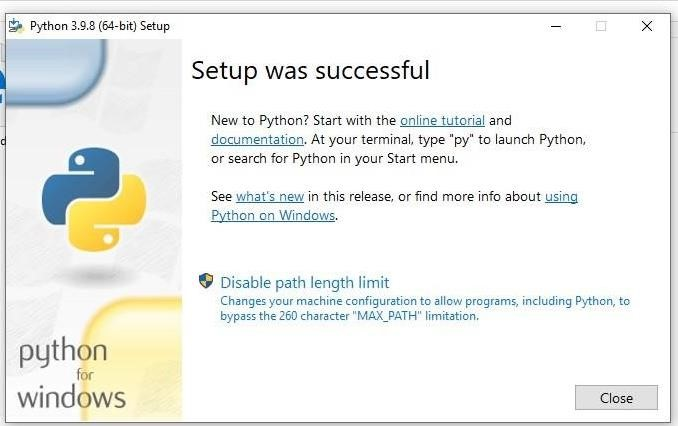 Python 3.9.8 (64-bit) Setup
Setup was successful
New to Python? Start with the online tutorial and
documentation. At your terminal, type "py" to launch Python,
or search for Python in your Start menu.
See what's new in this release, or find more info about using
Python on Windows.
Disable path length limit
Changes your machine configuration to allow programs, including Python, to
bypass the 260 character "MAX_PATH" limitation.
python
for
windows
Close